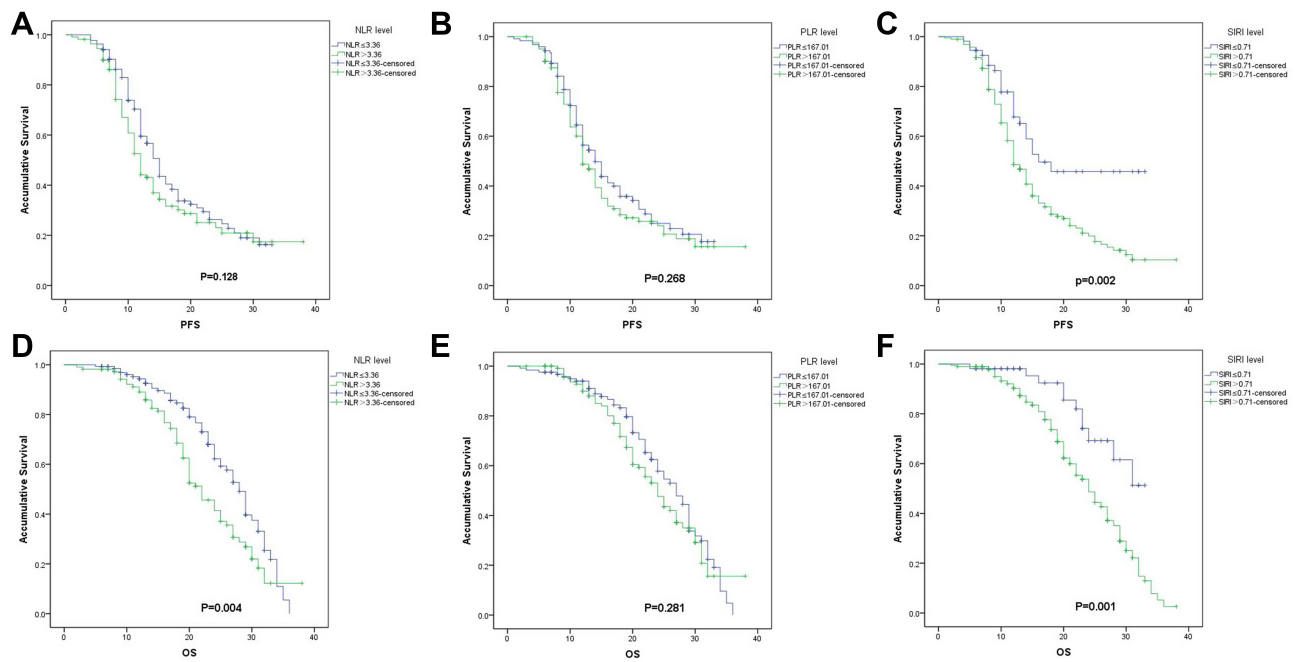 A
NLR level
NLR≤3.36
NLR>3.36
NLR≤3.36-censored
NLR>3.36-censored
Accumulative Survival
1.0
0.8
0.6
0.4
0.2
0.0
P=0.128
0 10 20 30 40
PFS
B
PLR level
PLR≤167.01
PLR>167.01
PLR≤167.01-censored
PLR>167.01-censored
Accumulative Survival
1.0
0.8
0.6
0.4
0.2
0.0
P=0.268
0 10 20 30 40
PFS
C
SIRI level
SIRI≤0.71
SIRI>0.71
SIRI≤0.71-censored
SIRI>0.71-censored
Accumulative Survival
1.0
0.8
0.6
0.4
0.2
0.0
p=0.002
0 10 20 30 40
PFS
D
NLR level
NLR≤3.36
NLR>3.36
NLR≤3.36-censored
NLR>3.36-censored
Accumulative Survival
1.0
0.8
0.6
0.4
0.2
0.0
P=0.004
0 10 20 30 40
OS
E
PLR level
PLR≤167.01
PLR>167.01
PLR≤167.01-censored
PLR>167.01-censored
Accumulative Survival
1.0
0.8
0.6
0.4
0.2
0.0
P=0.281
0 10 20 30 40
OS
F
SIRI level
SIRI≤0.71
SIRI>0.71
SIRI≤0.71-censored
SIRI>0.71-censored
Accumulative Survival
1.0
0.8
0.6
0.4
0.2
0.0
P=0.001
0 10 20 30 40
OS